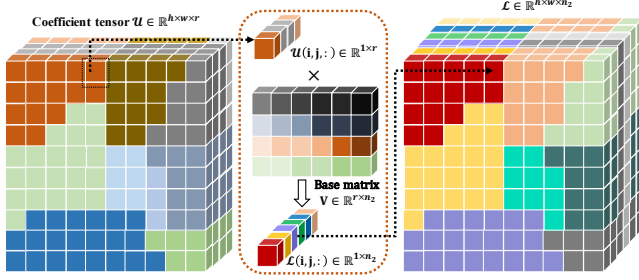 Coefficient tensor 𝒰 ∈ ℝ^{h×w×r}
ℒ ∈ ℝ^{h×w×n₂}
𝒰(i,j,:) ∈ ℝ^{1×r}
×
Base matrix
V ∈ ℝ^{r×n₂}
ℒ(i,j,:) ∈ ℝ^{1×n₂}